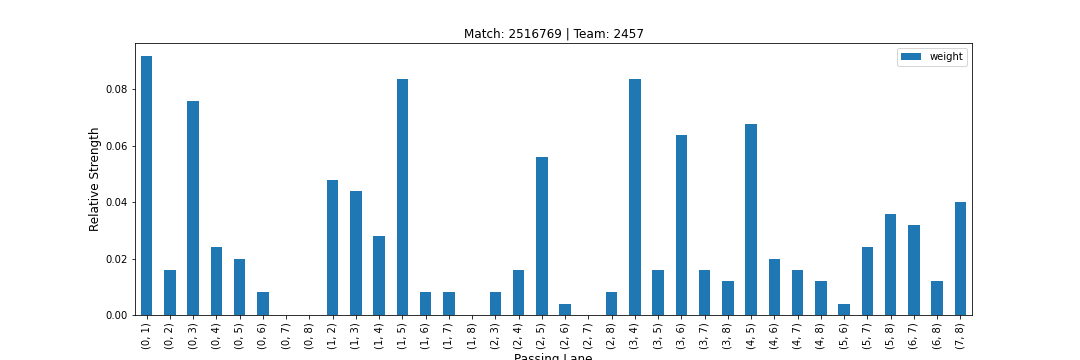 Match: 2516769 | Team: 2457
weight
Relative Strength
0.08
0.06
0.04
0.02
0.00
(0, 1) (0, 2) (0, 3) (0, 4) (0, 5) (0, 6) (0, 7) (0, 8) (1, 2) (1, 3) (1, 4) (1, 5) (1, 6) (1, 7) (1, 8) (2, 3) (2, 4) (2, 5) (2, 6) (2, 7) (2, 8) (3, 4) (3, 5) (3, 6) (3, 7) (3, 8) (4, 5) (4, 6) (4, 7) (4, 8) (5, 6) (5, 7) (5, 8) (6, 7) (6, 8) (7, 8)
Passing Lane